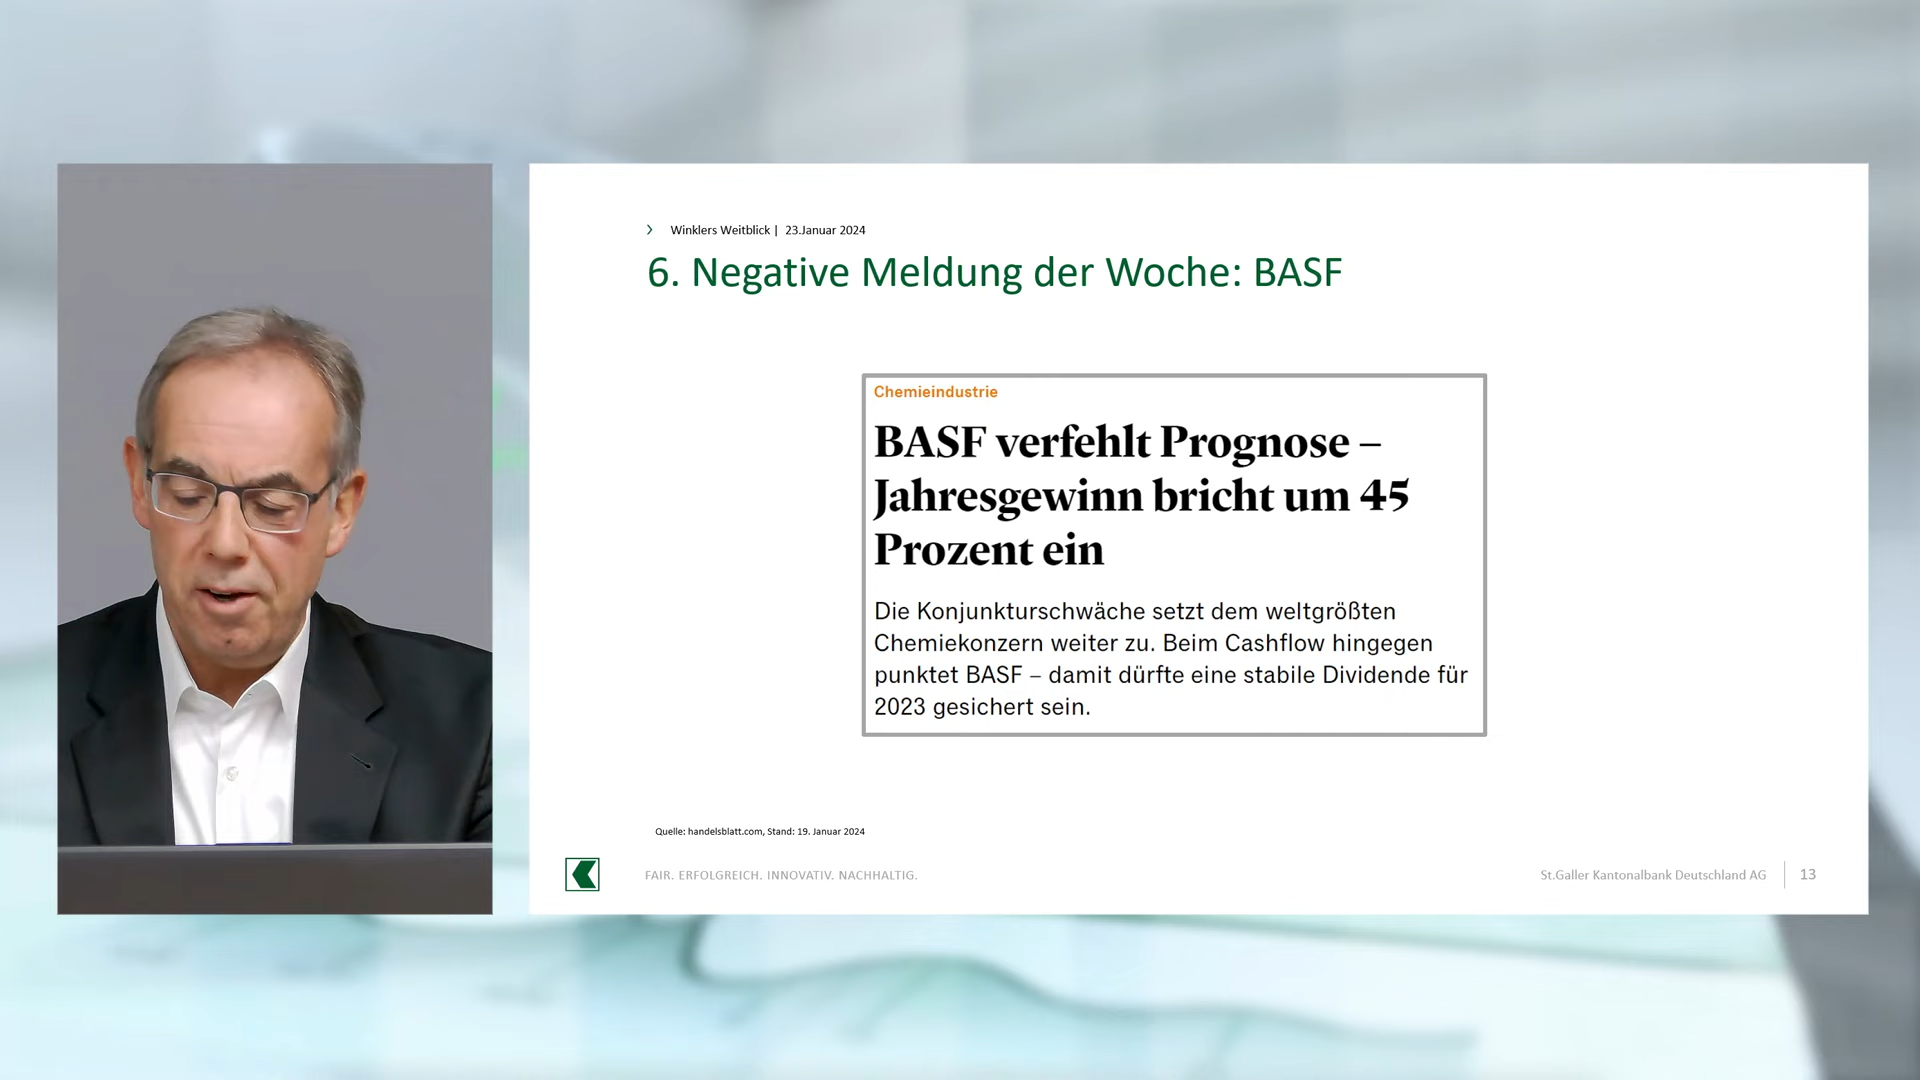 Winklers Weitblick | 23.Januar 2024
6. Negative Meldung der Woche: BASF
Chemieindustrie
BASF verfehlt Prognose –
Jahresgewinn bricht um 45
Prozent ein
Die Konjunkturschwäche setzt dem weltgrößten
Chemiekonzern weiter zu. Beim Cashflow hingegen
punktet BASF – damit dürfte eine stabile Dividende für
2023 gesichert sein.
Quelle: handelsblatt.com, Stand: 19. Januar 2024
FAIR. ERFOLGREICH. INNOVATIV. NACHHALTIG.
St.Galler Kantonalbank Deutschland AG | 13